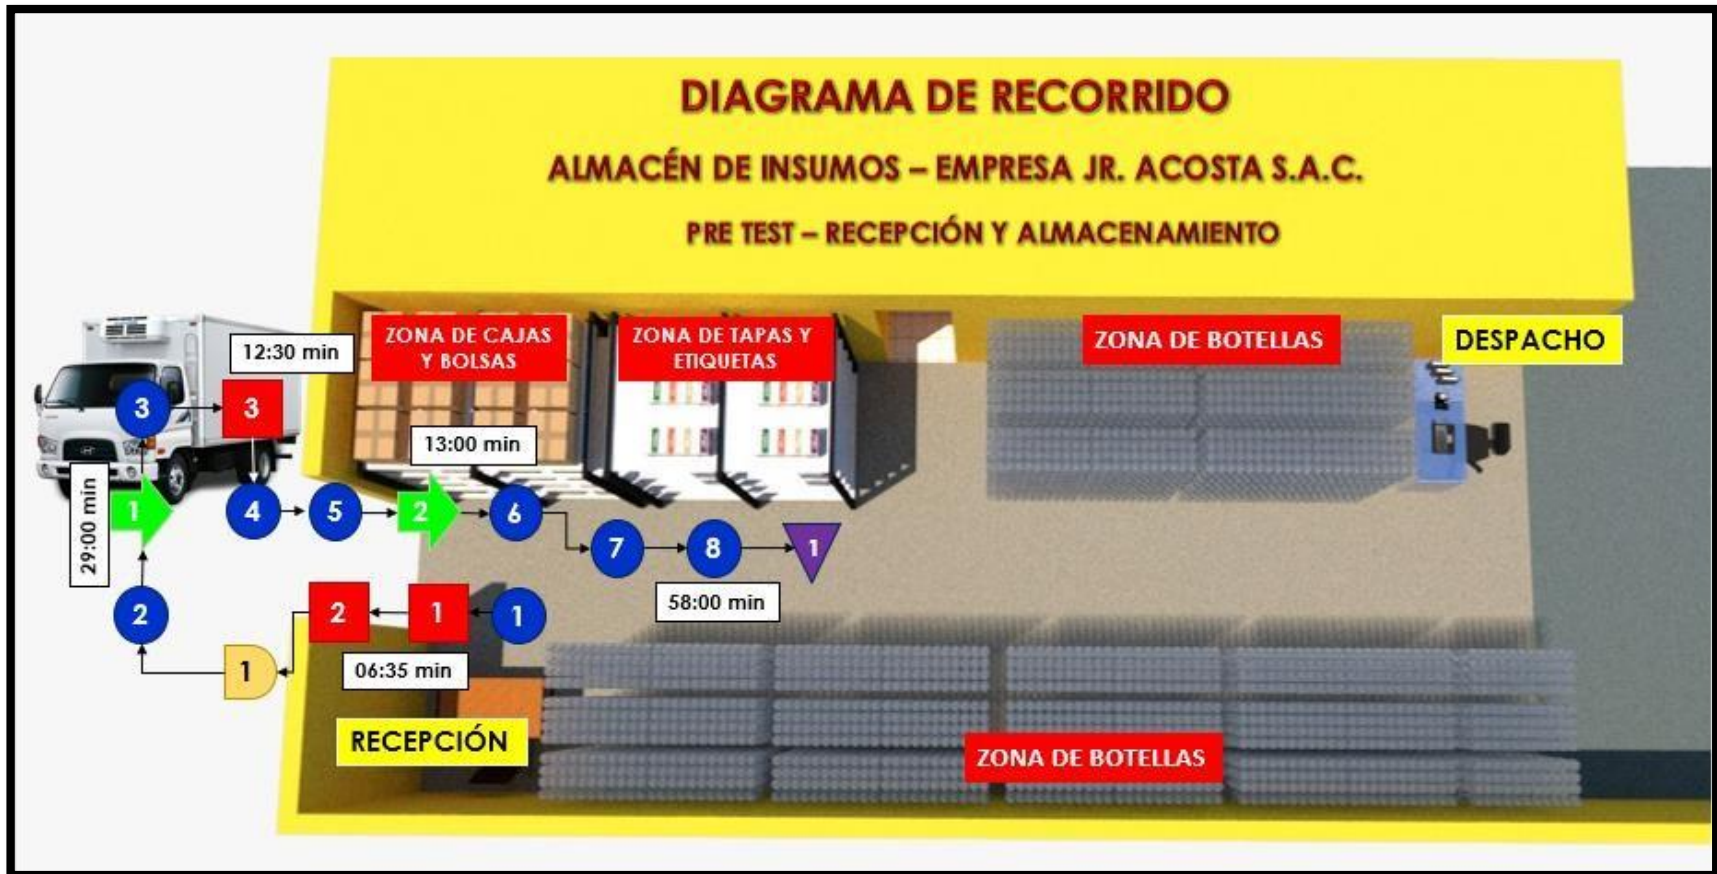 DIAGRAMA DE RECORRIDO
ALMACÉN DE INSUMOS – EMPRESA JR. ACOSTA S.A.C.
PRE TEST – RECEPCIÓN Y ALMACENAMIENTO
12:30 min
ZONA DE CAJAS
Y BOLSAS
ZONA DE TAPAS Y
ETIQUETAS
ZONA DE BOTELLAS
DESPACHO
3
3
13:00 min
29:00 min
1
4
5
2
6
7
8
1
58:00 min
2
2
1
1
1
06:35 min
RECEPCIÓN
ZONA DE BOTELLAS